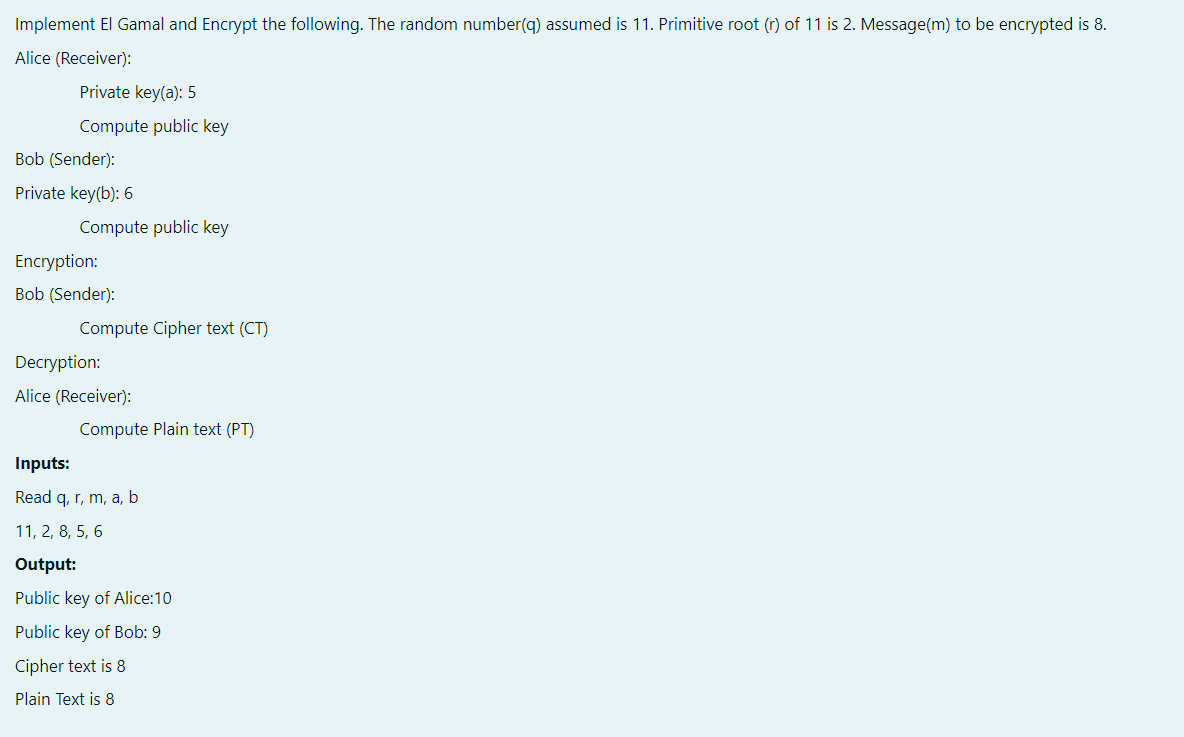 Implement El Gamal and Encrypt the following. The random number(q) assumed is 11. Primitive root (r) of 11 is 2. Message(m) to be encrypted is 8.
Alice (Receiver):
Private key(a): 5
Compute public key
Bob (Sender):
Private key(b): 6
Compute public key
Encryption:
Bob (Sender):
Compute Cipher text (CT)
Decryption:
Alice (Receiver):
Compute Plain text (PT)
Inputs:
Read q, r, m, a, b
11, 2, 8, 5, 6
Output:
Public key of Alice:10
Public key of Bob: 9
Cipher text is 8
Plain Text is 8